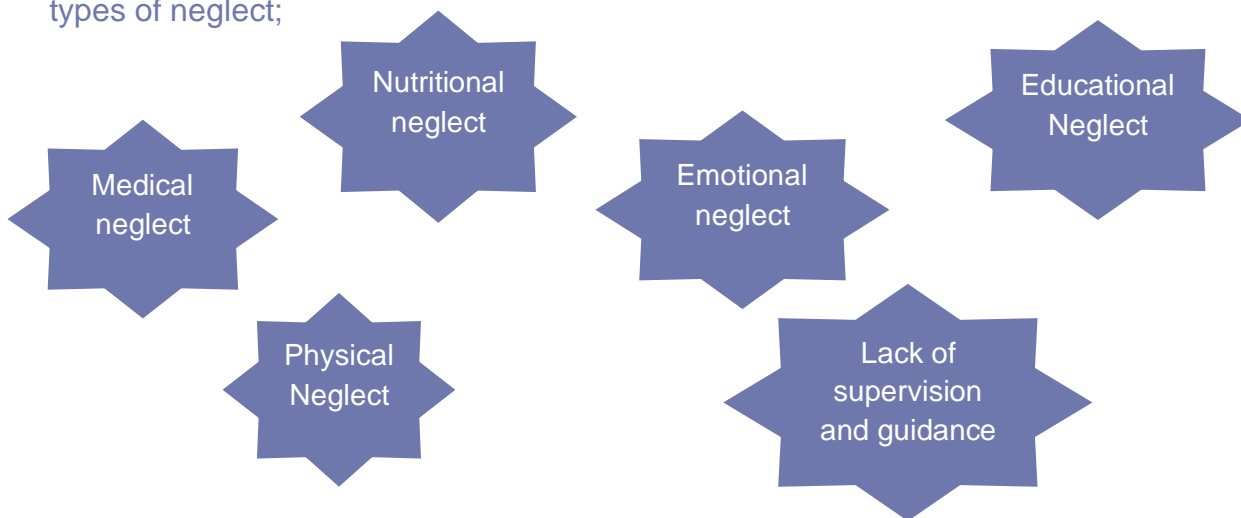 types of neglect;
Nutritional
neglect
Educational
Neglect
Medical
neglect
Emotional
neglect
Physical
Neglect
Lack of
supervision
and guidance